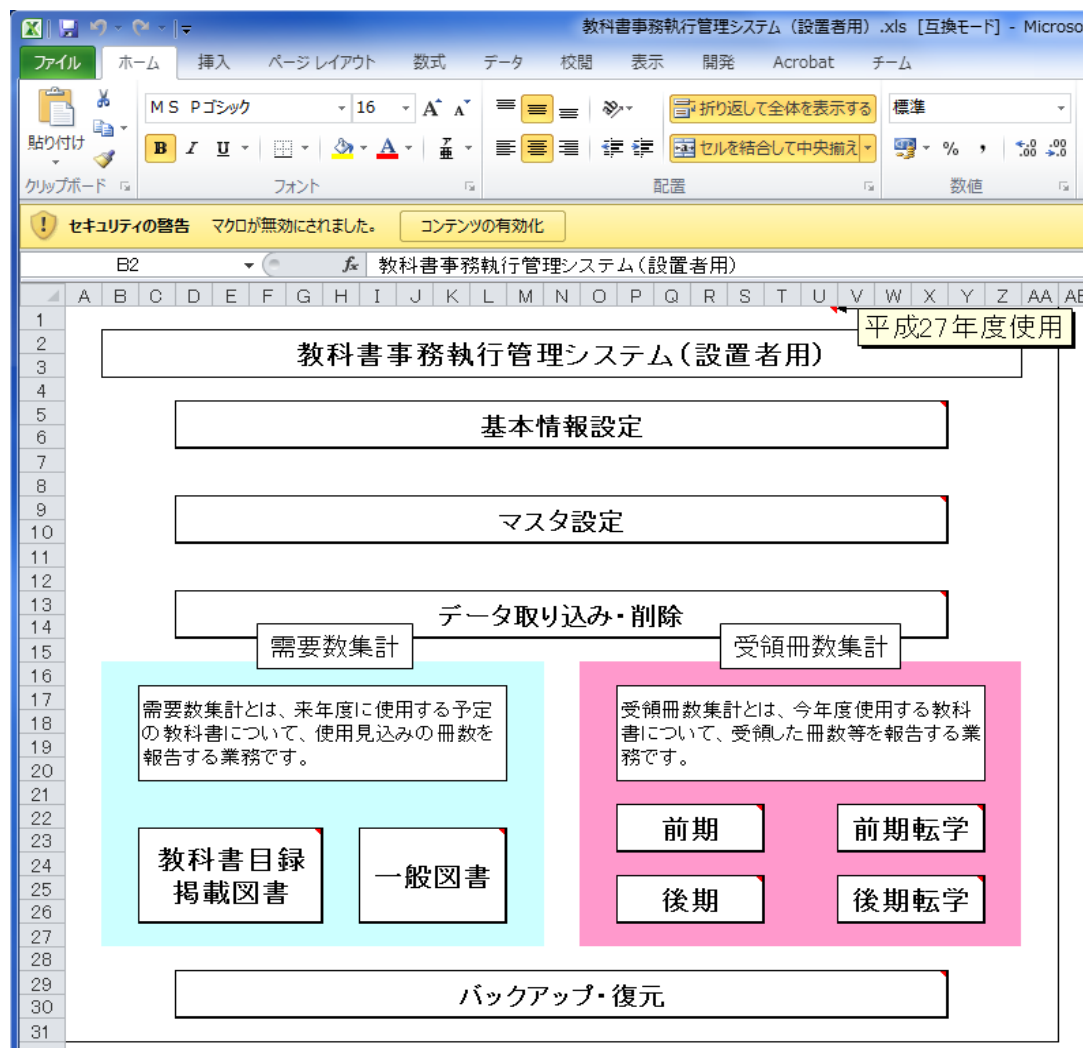 教科書事務執行管理システム（設置者用）.xls [互換モード] - Microso
ファイル ホーム 挿入 ページ レイアウト 数式 データ 校閲 表示 開発 Acrobat チーム
貼り付け
クリップボード
ＭＳ Ｐゴシック 16
B I U
フォント
折り返して全体を表示する
セルを結合して中央揃え
配置
標準
% ,
数値
セキュリティの警告 マクロが無効にされました。 コンテンツの有効化
B2 fx 教科書事務執行管理システム(設置者用)
A B C D E F G H I J K L M N O P Q R S T U V W X Y Z AA AB
1
2
3
4
5
6
7
8
9
10
11
12
13
14
15
16
17
18
19
20
21
22
23
24
25
26
27
28
29
30
31
平成27年度使用
教科書事務執行管理システム(設置者用)
基本情報設定
マスタ設定
データ取り込み・削除
需要数集計
需要数集計とは、来年度に使用する予定
の教科書について、使用見込みの冊数を
報告する業務です。
教科書目録
掲載図書
一般図書
受領冊数集計
受領冊数集計とは、今年度使用する教科
書について、受領した冊数等を報告する業
務です。
前期 前期転学
後期 後期転学
バックアップ・復元